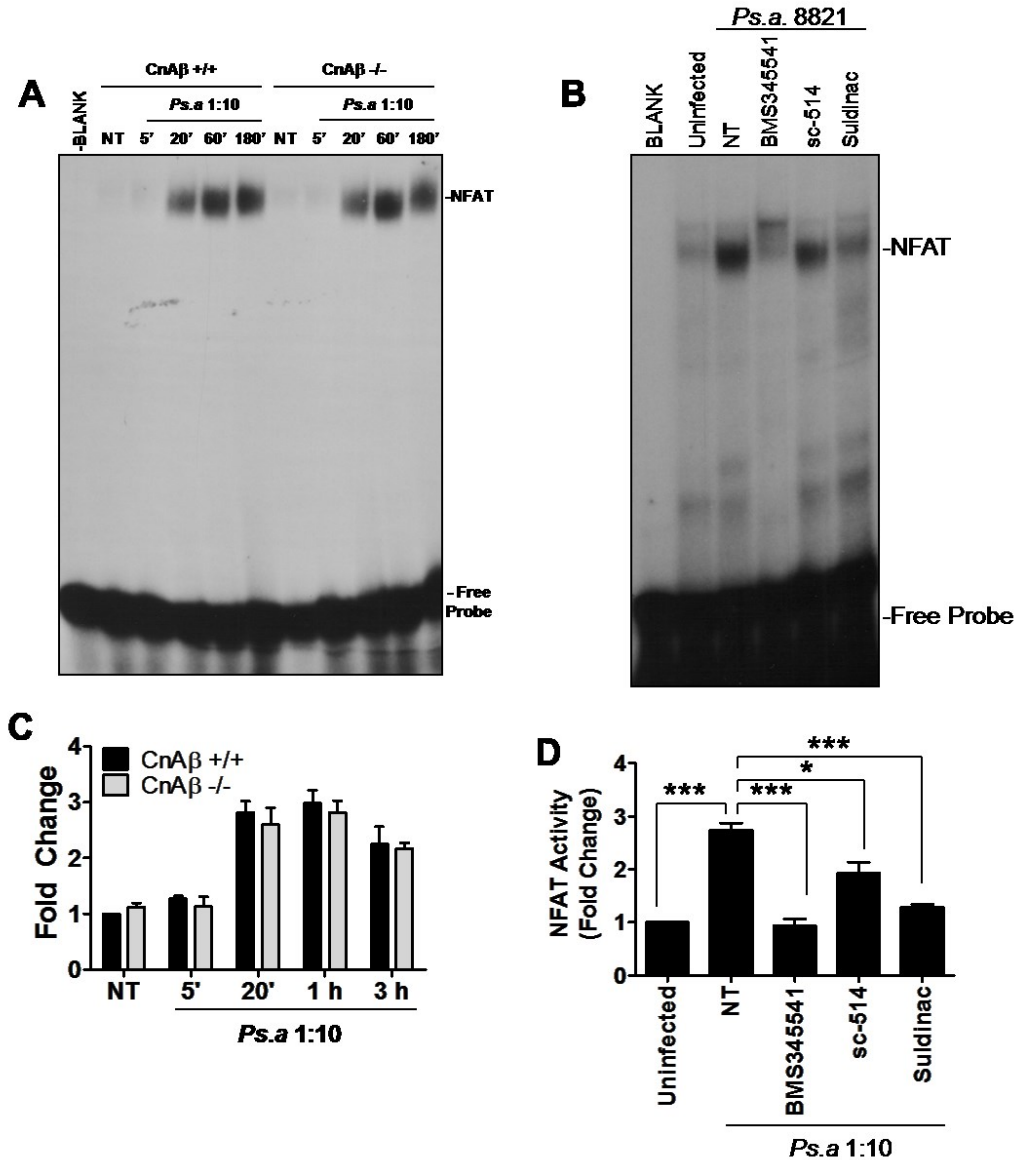 A
CnAβ +/+ CnAβ -/-
Ps.a 1:10 Ps.a 1:10
-BLANK NT 5′ 20′ 60′ 180′ NT 5′ 20′ 60′ 180′
-NFAT
- Free
Probe
B
Ps.a. 8821
BLANK Uninfected NT BMS345541 sc-514 Suldinac
-NFAT
-Free Probe
C
Fold Change
4
3
2
1
0
CnAβ +/+
CnAβ -/-
NT 5' 20' 1 h 3 h
Ps.a 1:10
D
NFAT Activity
(Fold Change)
4
3
2
1
0
***
*
*** ***
Uninfected NT BMS345541 sc-514 Suldinac
Ps.a 1:10